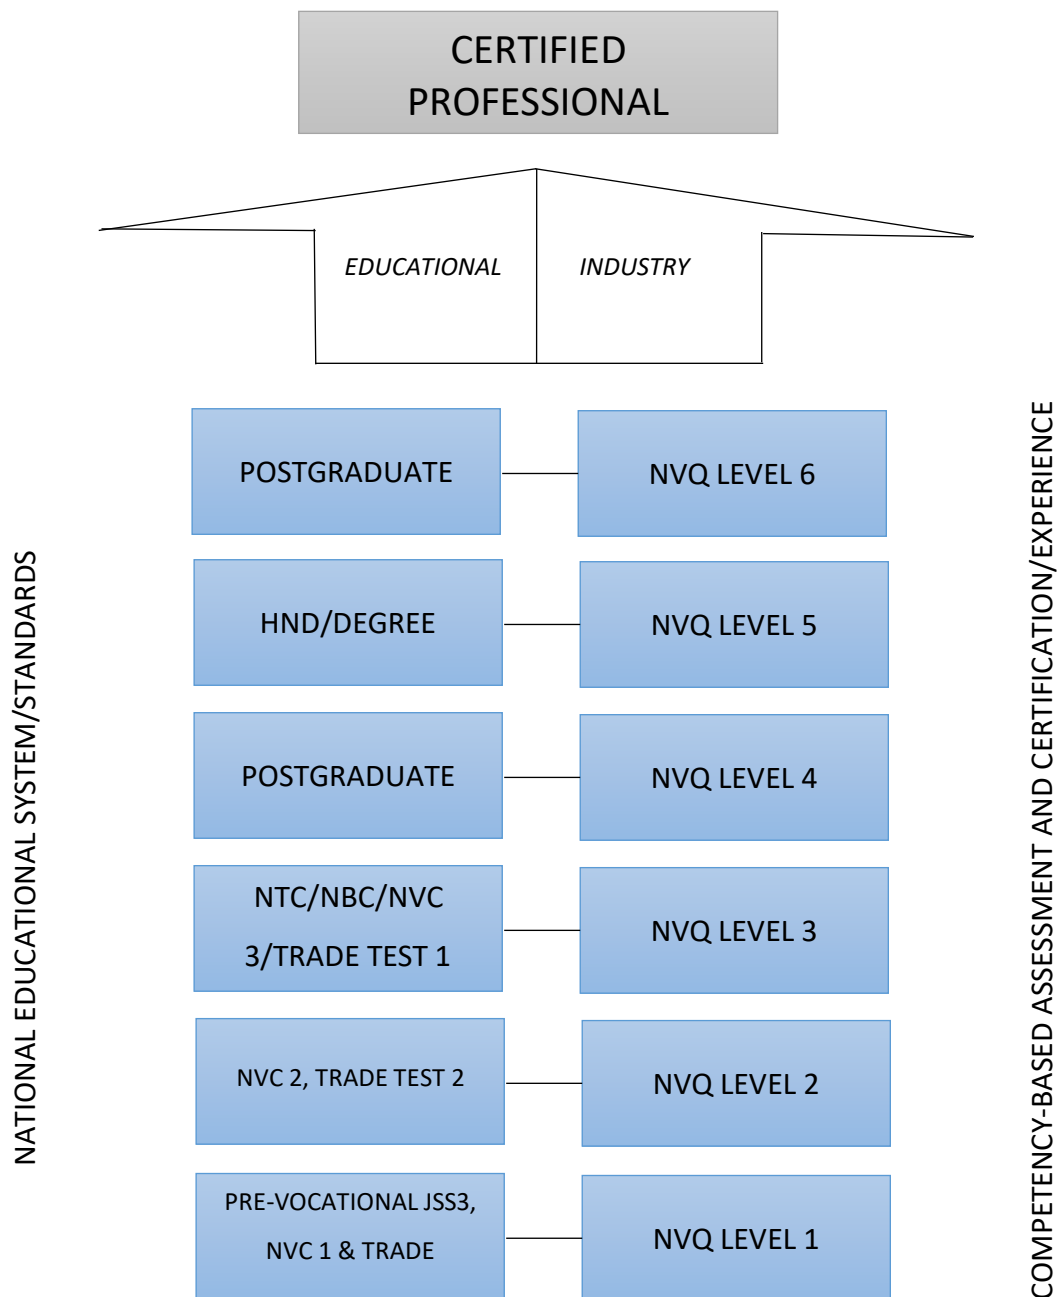 CERTIFIED
PROFESSIONAL
EDUCATIONAL
INDUSTRY
NATIONAL EDUCATIONAL SYSTEM/STANDARDS
COMPETENCY-BASED ASSESSMENT AND CERTIFICATION/EXPERIENCE
POSTGRADUATE
NVQ LEVEL 6
HND/DEGREE
NVQ LEVEL 5
POSTGRADUATE
NVQ LEVEL 4
NTC/NBC/NVC
3/TRADE TEST 1
NVQ LEVEL 3
NVC 2, TRADE TEST 2
NVQ LEVEL 2
PRE-VOCATIONAL JSS3,
NVC 1 & TRADE
NVQ LEVEL 1